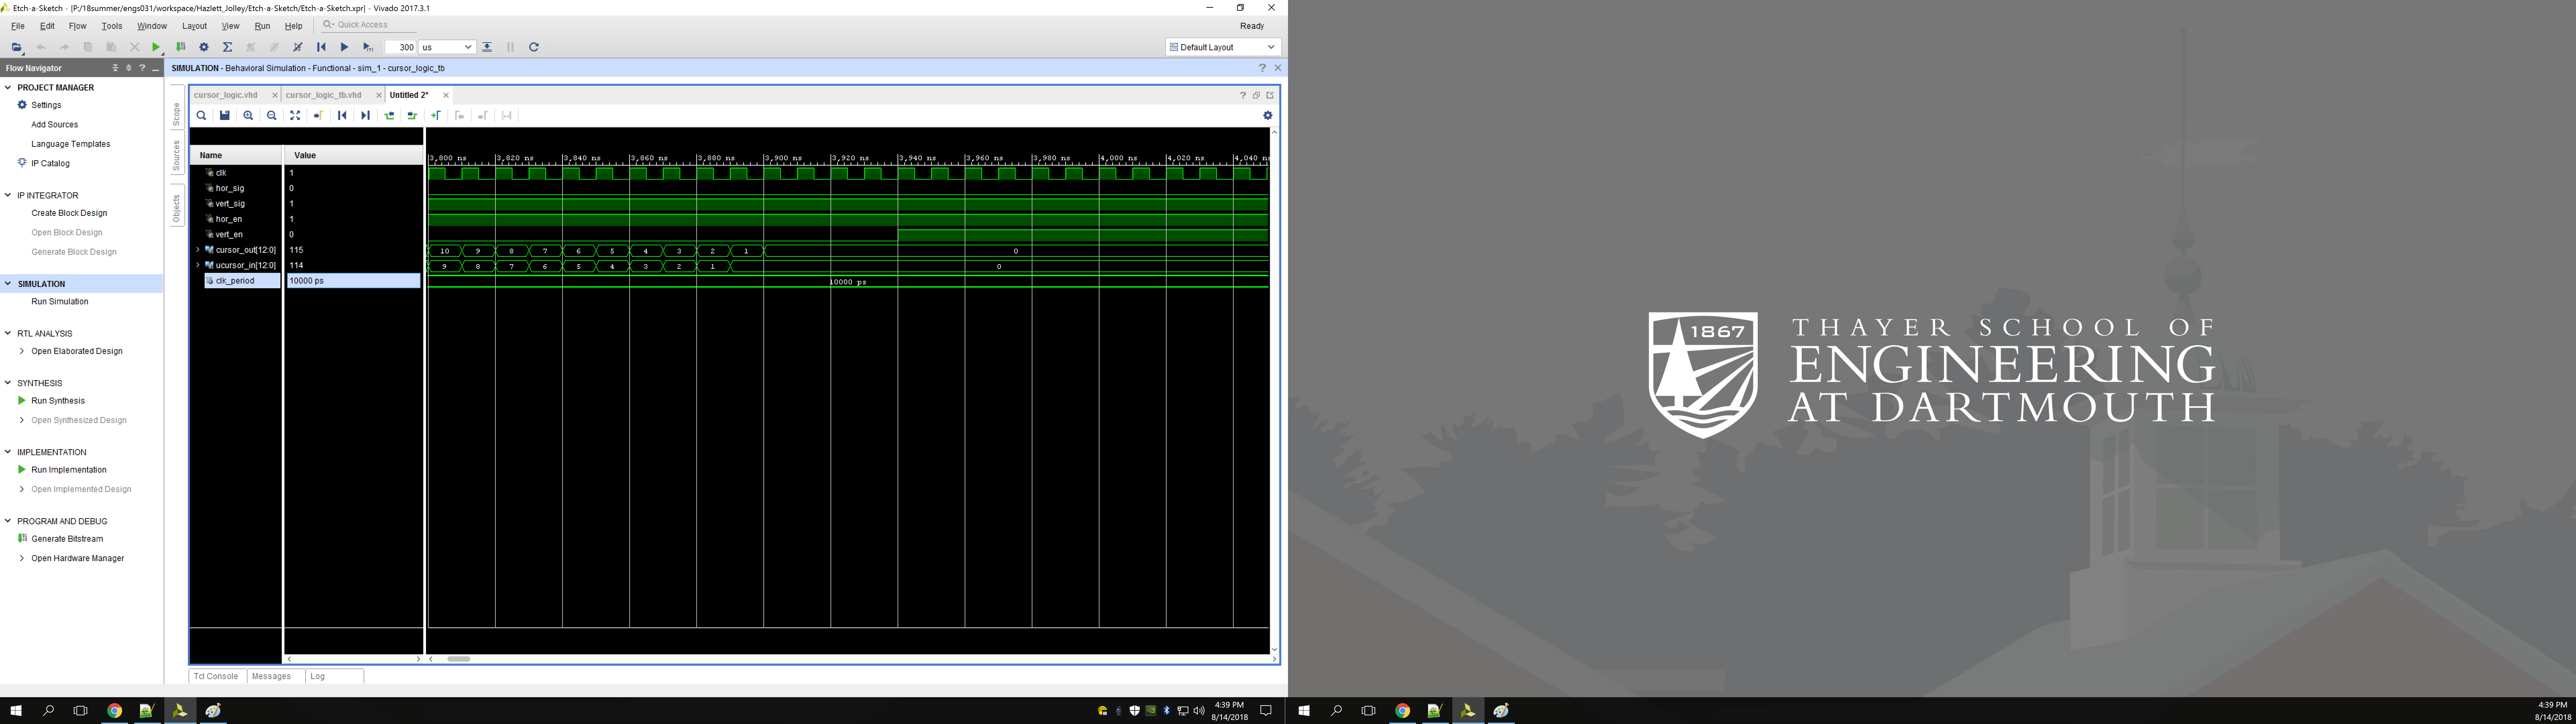 Etch-a-Sketch - [P:/18summer/engs031/workspace/Hazlett_Jolley/Etch-a-Sketch/Etch-a-Sketch.xpr] - Vivado 2017.3.1
File Edit Flow Tools Window Layout View Run Help Quick Access Ready
300 us Default Layout
Flow Navigator
SIMULATION - Behavioral Simulation - Functional - sim_1 - cursor_logic_tb
PROJECT MANAGER
Settings
Add Sources
Language Templates
IP Catalog
IP INTEGRATOR
Create Block Design
Open Block Design
Generate Block Design
SIMULATION
Run Simulation
RTL ANALYSIS
Open Elaborated Design
SYNTHESIS
Run Synthesis
Open Synthesized Design
IMPLEMENTATION
Run Implementation
Open Implemented Design
PROGRAM AND DEBUG
Generate Bitstream
Open Hardware Manager
Scope
Sources
Objects
cursor_logic.vhd cursor_logic_tb.vhd Untitled 2*
Name Value
3,800 ns 3,820 ns 3,840 ns 3,860 ns 3,880 ns 3,900 ns 3,920 ns 3,940 ns 3,960 ns 3,980 ns 4,000 ns 4,020 ns 4,040 ns
clk 1
hor_sig 0
vert_sig 1
hor_en 1
vert_en 0
cursor_out[12:0] 115 10 9 8 7 6 5 4 3 2 1 0
ucursor_in[12:0] 114 9 8 7 6 5 4 3 2 1 0
clk_period 10000 ps 10000 ps
Tcl Console Messages Log
4:39 PM
8/14/2018
1867
THAYER SCHOOL OF
ENGINEERING
AT DARTMOUTH
4:39 PM
8/14/2018